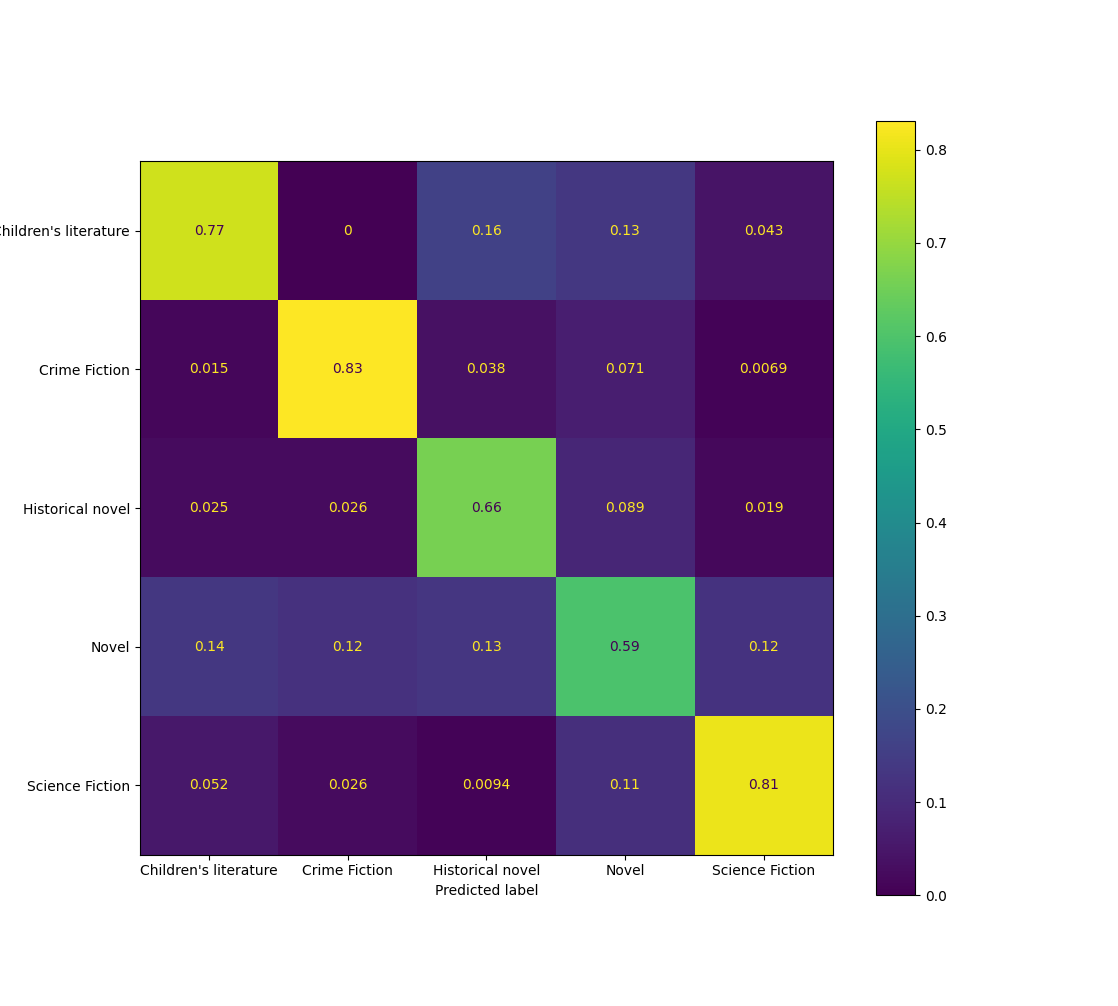 0.8
Children's literature 0.77 0 0.16 0.13 0.043
0.7
Crime Fiction 0.015 0.83 0.038 0.071 0.0069
0.6
0.5
Historical novel 0.025 0.026 0.66 0.089 0.019
0.4
0.3
Novel 0.14 0.12 0.13 0.59 0.12
0.2
Science Fiction 0.052 0.026 0.0094 0.11 0.81
0.1
Children's literature Crime Fiction Historical novel Novel Science Fiction
Predicted label
0.0